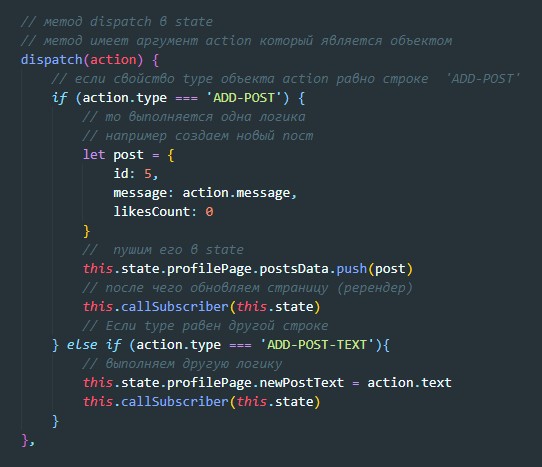 // метод dispatch в state
// метод имеет аргумент action который является объектом
dispatch(action) {
// если свойство type объекта action равно строке 'ADD-POST'
if (action.type === 'ADD-POST') {
// то выполняется одна логика
// например создаем новый пост
let post = {
id: 5,
message: action.message,
likesCount: 0
}
// пушим его в state
this.state.profilePage.postsData.push(post)
// после чего обновляем страницу (ререндер)
this.callSubscriber(this.state)
// Если type равен другой строке
} else if (action.type === 'ADD-POST-TEXT'){
// выполняем другую логику
this.state.profilePage.newPostText = action.text
this.callSubscriber(this.state)
}
},